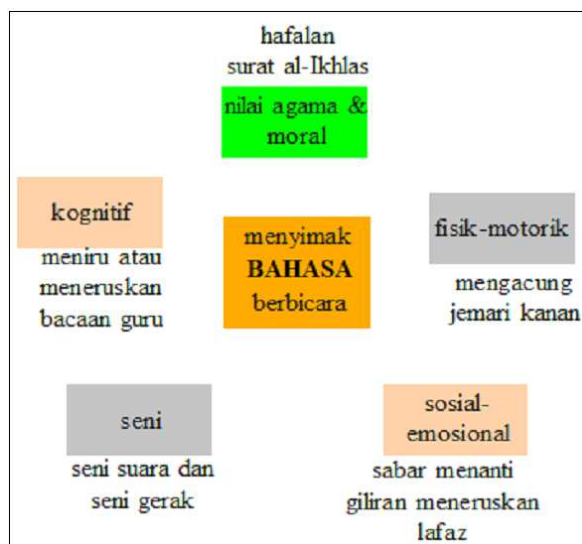 hafalan
surat al-Ikhlas
nilai agama &
moral
kognitif
meniru atau
meneruskan
bacaan guru
menyimak
BAHASA
berbicara
fisik-motorik
mengacung
jemari kanan
seni
seni suara dan
seni gerak
sosial-
emosional
sabar menanti
giliran meneruskan
lafaz